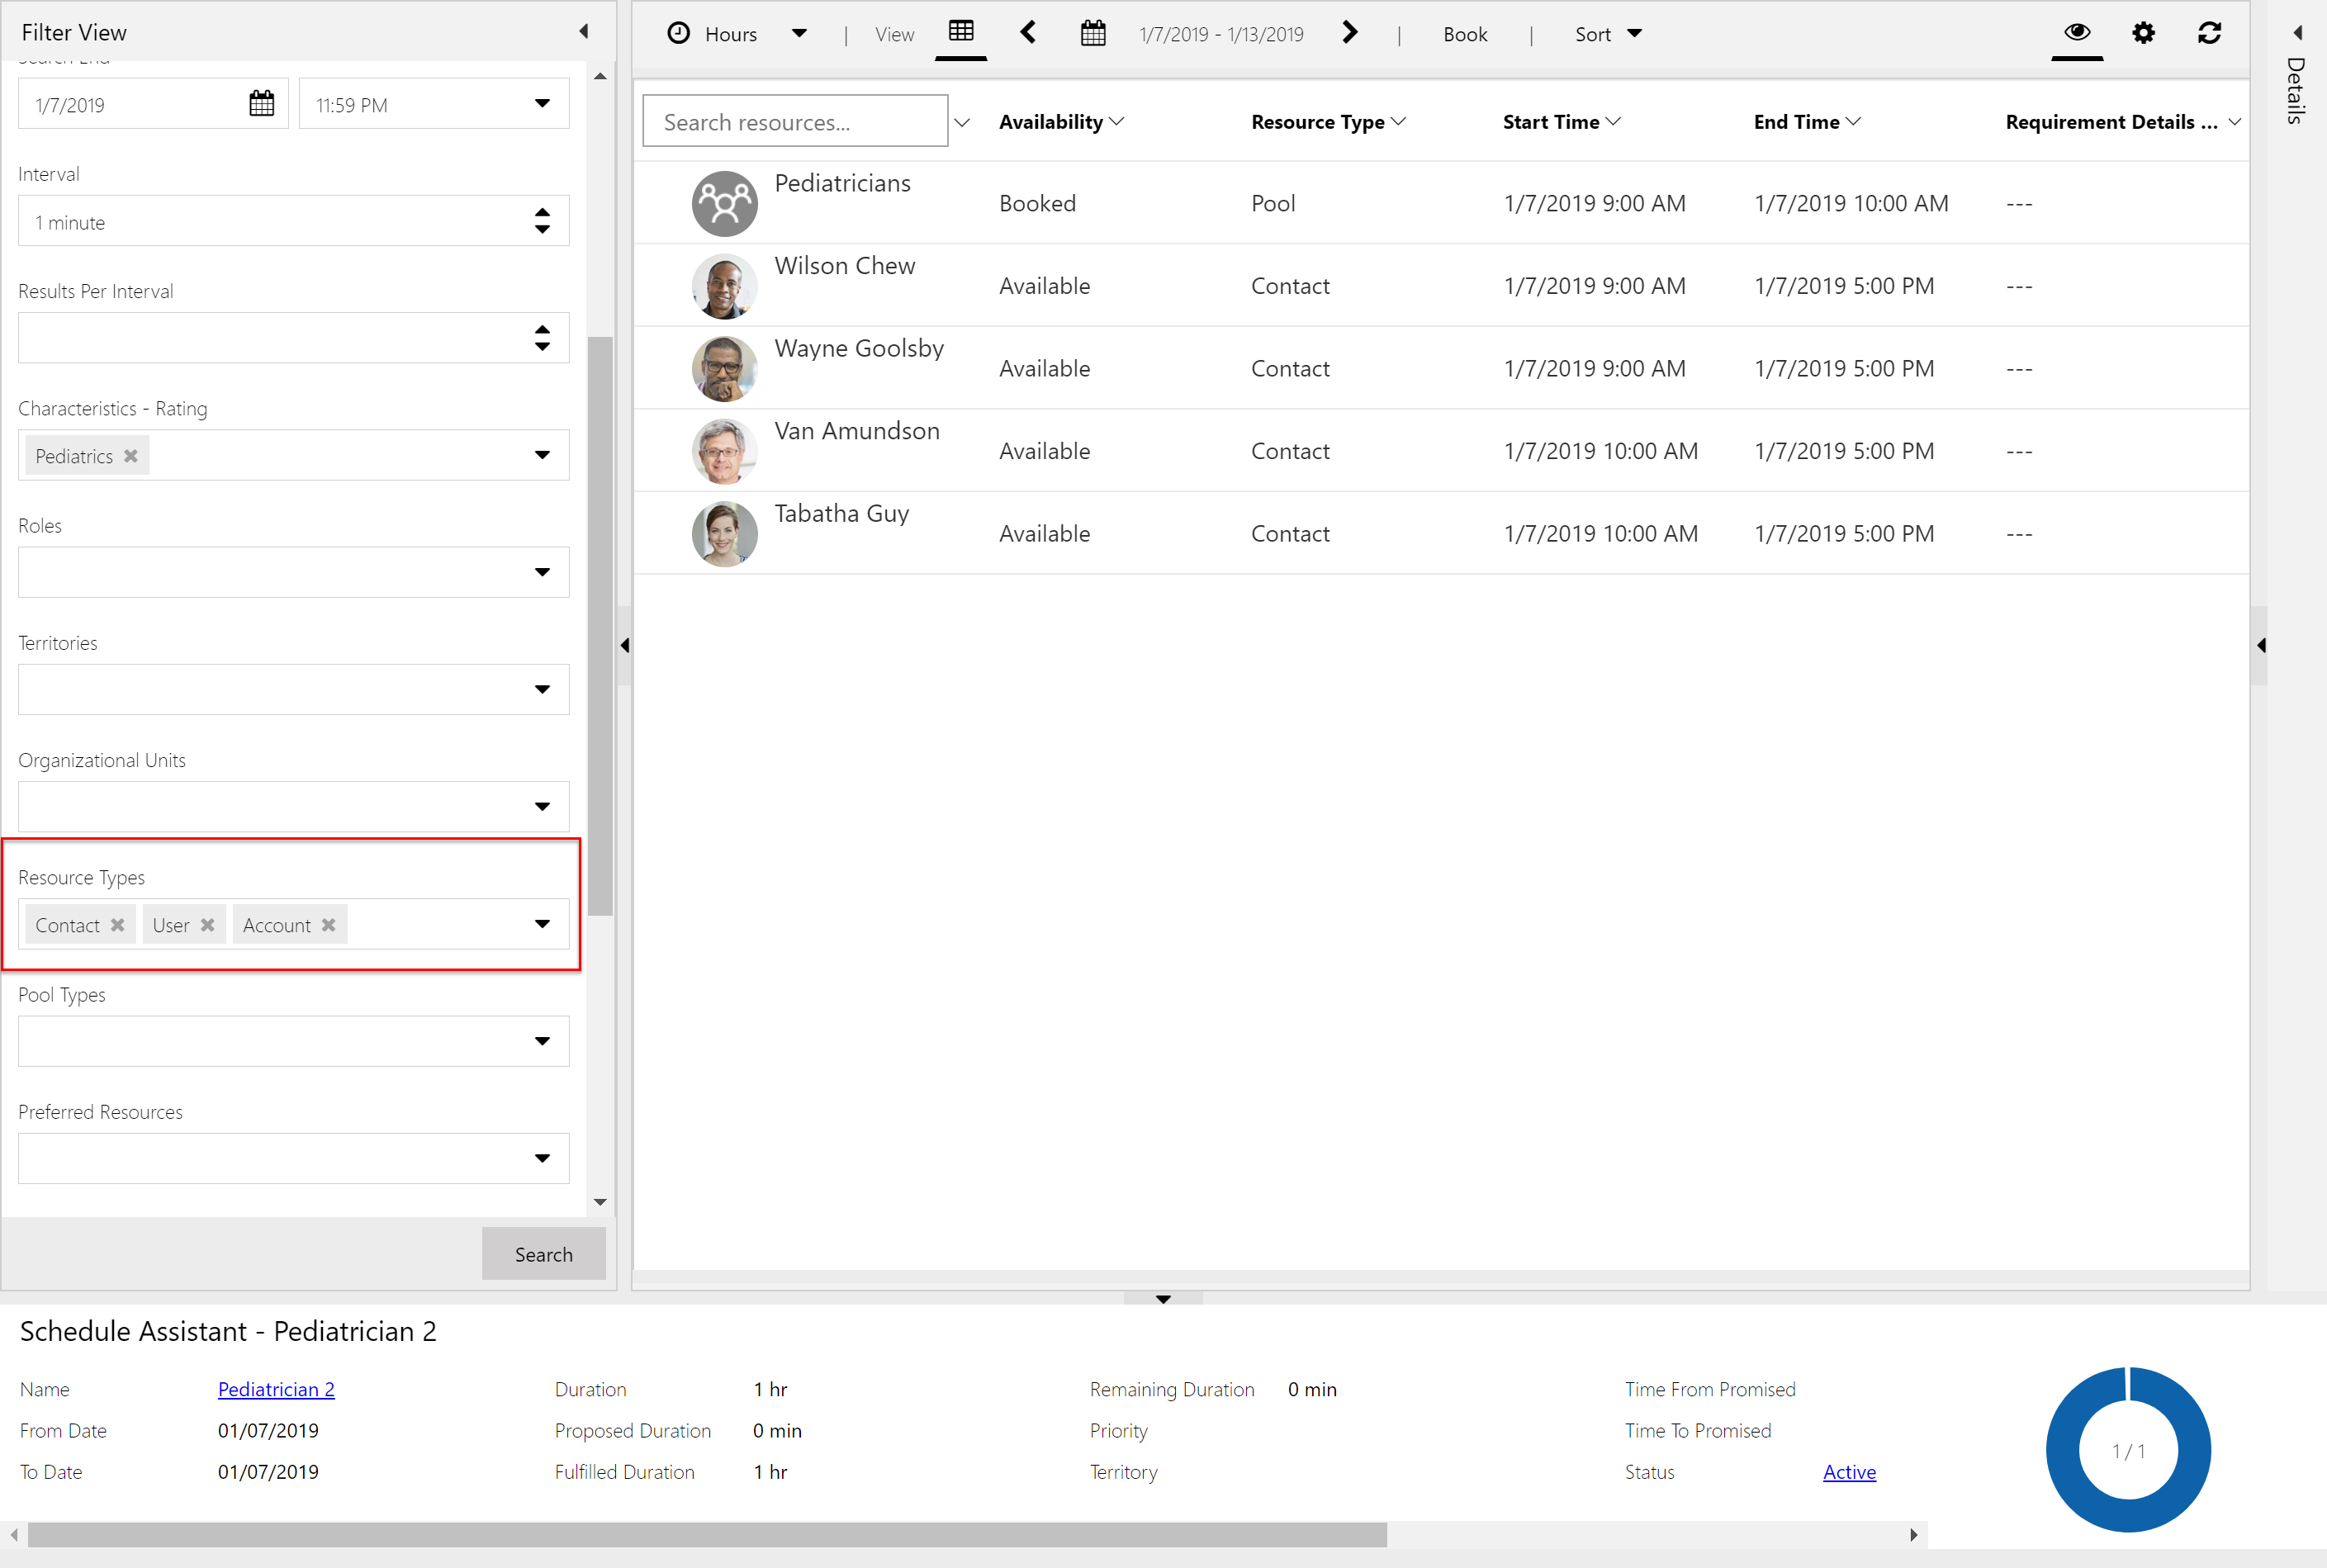 Filter View
Search End
1/7/2019 11:59 PM
Interval
1 minute
Results Per Interval
Characteristics - Rating
Pediatrics
Roles
Territories
Organizational Units
Resource Types
Contact User Account
Pool Types
Preferred Resources
Search
Hours | View 1/7/2019 - 1/13/2019 | Book | Sort
Details
Search resources... Availability Resource Type Start Time End Time Requirement Details ...
Pediatricians Booked Pool 1/7/2019 9:00 AM 1/7/2019 10:00 AM ---
Wilson Chew Available Contact 1/7/2019 9:00 AM 1/7/2019 5:00 PM ---
Wayne Goolsby Available Contact 1/7/2019 9:00 AM 1/7/2019 5:00 PM ---
Van Amundson Available Contact 1/7/2019 10:00 AM 1/7/2019 5:00 PM ---
Tabatha Guy Available Contact 1/7/2019 10:00 AM 1/7/2019 5:00 PM ---
Schedule Assistant - Pediatrician 2
Name Pediatrician 2 Duration 1 hr Remaining Duration 0 min Time From Promised
From Date 01/07/2019 Proposed Duration 0 min Priority Time To Promised
To Date 01/07/2019 Fulfilled Duration 1 hr Territory Status Active
1 / 1